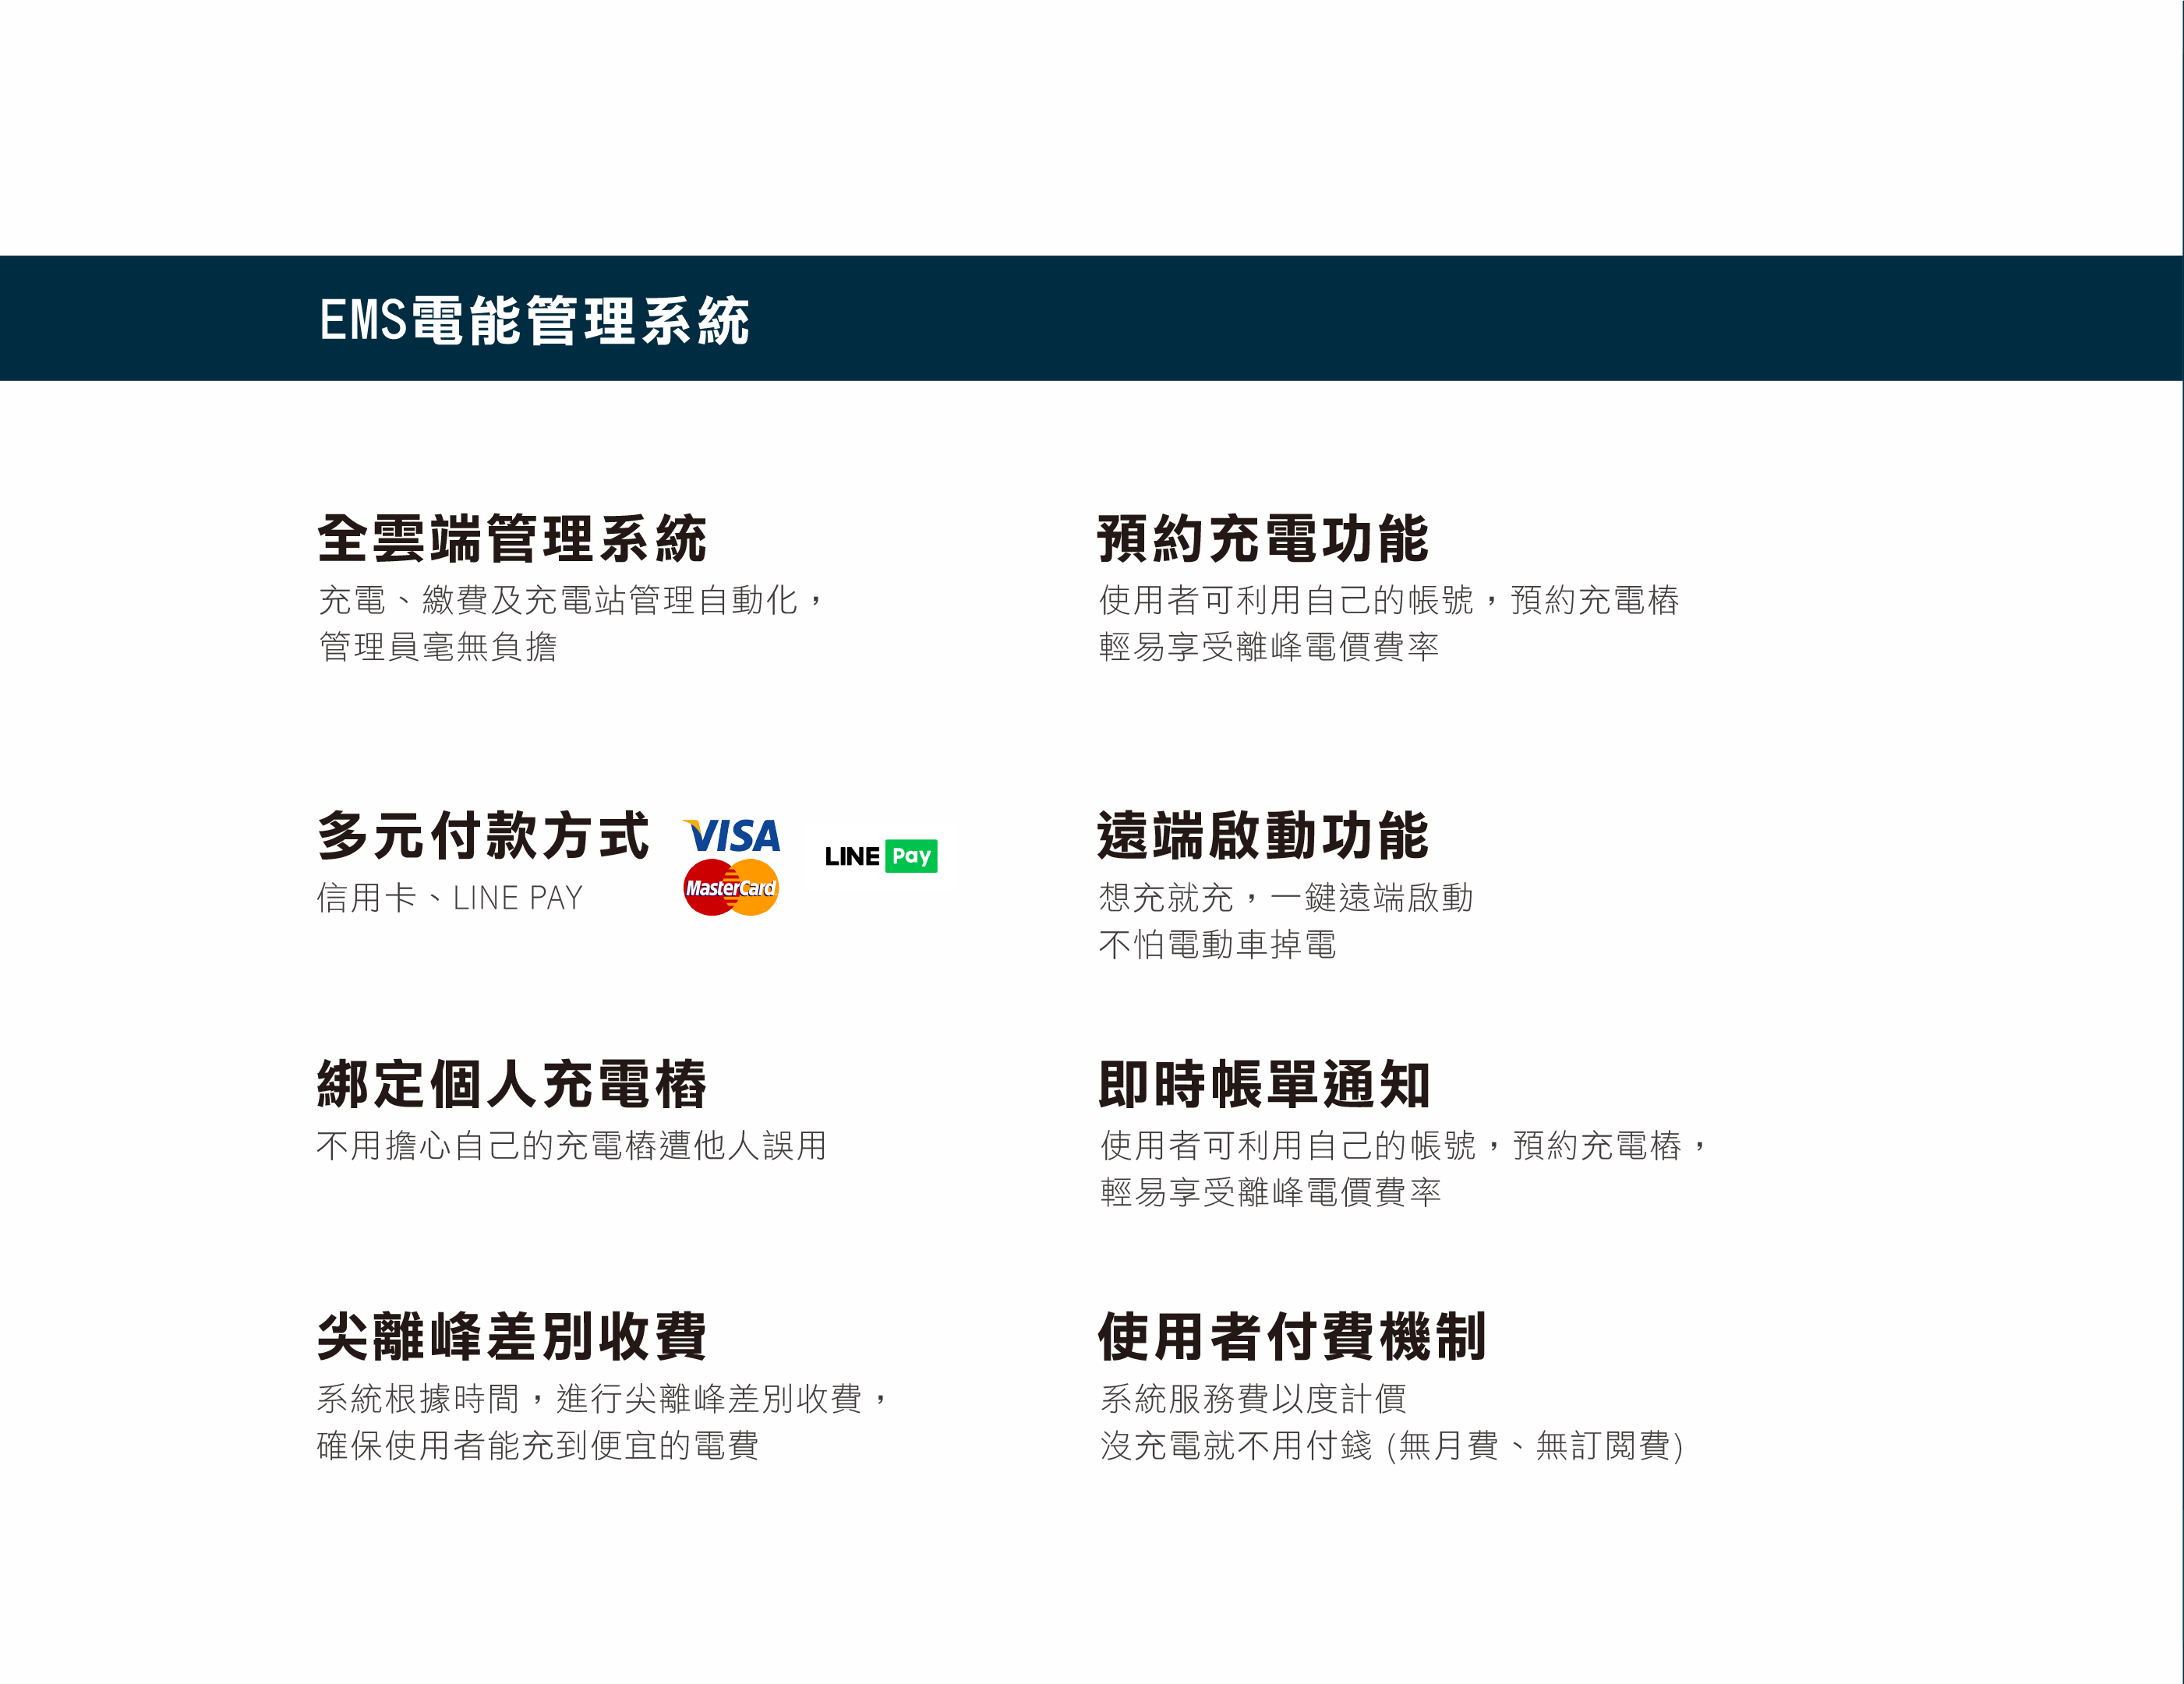 EMS電能管理系統
全雲端管理系統
充電、繳費及充電站管理自動化，
管理員毫無負擔
預約充電功能
使用者可利用自己的帳號，預約充電樁
輕易享受離峰電價費率
多元付款方式
VISA
MasterCard
LINE Pay
信用卡、LINE PAY
遠端啟動功能
想充就充，一鍵遠端啟動
不怕電動車掉電
綁定個人充電樁
不用擔心自己的充電樁遭他人誤用
即時帳單通知
使用者可利用自己的帳號，預約充電樁，
輕易享受離峰電價費率
尖離峰差別收費
系統根據時間，進行尖離峰差別收費，
確保使用者能充到便宜的電費
使用者付費機制
系統服務費以度計價
沒充電就不用付錢 (無月費、無訂閲費)